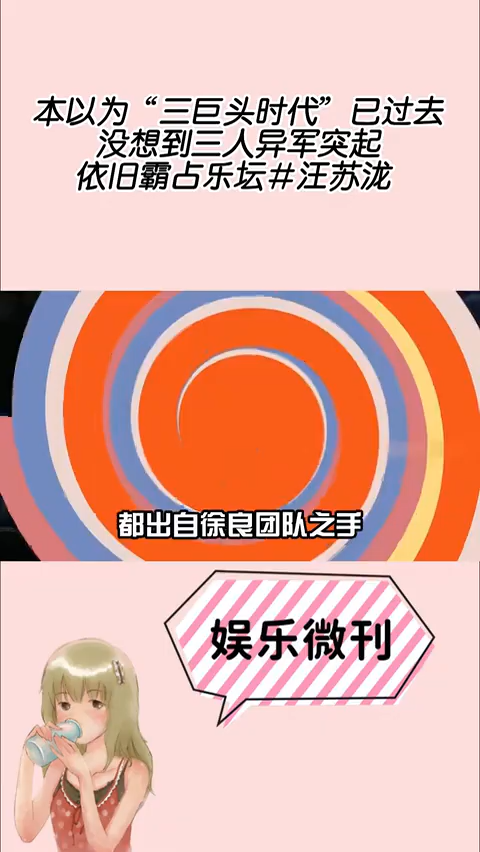 本以为“三巨头时代”已过去
没想到三人异军突起
依旧霸占乐坛#汪苏泷
都出自徐良团队之手
娱乐微刊